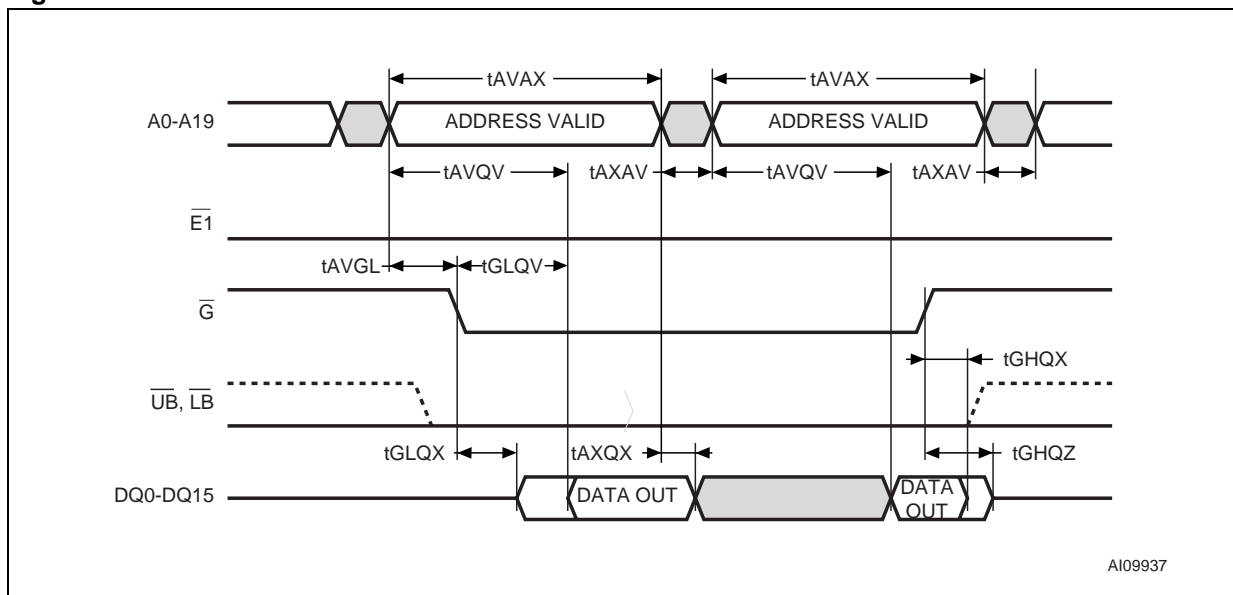 tAVAX tAVAX
A0-A19 ADDRESS VALID ADDRESS VALID
tAVQV tAXAV tAVQV tAXAV
E1
tAVGL tGLQV
G
tGHQX
UB, LB
tGLQX tAXQX tGHQZ
DQ0-DQ15 DATA OUT DATA
OUT
AI09937